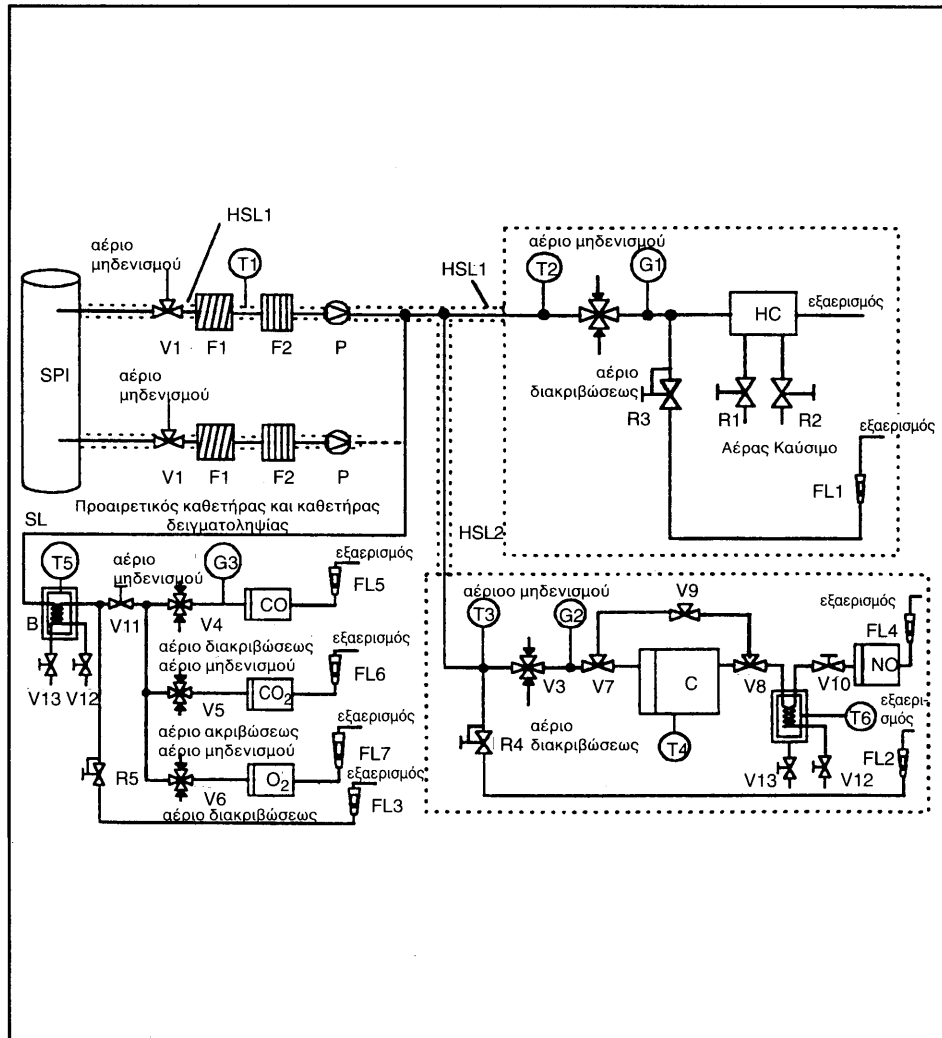 HSL1
αέριο
μηδενισμού
T1
V1
F1
F2
P
SPI
αέριο
μηδενισμού
V1
F1
F2
P
Προαιρετικός καθετήρας και καθετήρας
δειγματοληψίας
SL
HSL1
αέριο μηδενισμού
T2
G1
HC
εξαερισμός
αέριο
διακριβώσεως
R3
R1
R2
Αέρας Καύσιμο
εξαερισμός
FL1
HSL2
T5
αέριο
μηδενισμού
G3
εξαερισμός
FL5
B
V11
V4
CO
V13
V12
αέριο διακριβώσεως
αέριο μηδενισμού
εξαερισμός
FL6
V5
CO2
αέριο ακριβώσεως
αέριο μηδενισμού
εξαερισμός
FL7
εξαερισμός
R5
V6
O2
FL3
αέριο διακριβώσεως
αέριοο μηδενισμού
T3
G2
V9
εξαερισμός
FL4
V3
V7
C
V8
V10
NO
R4
αέριο
διακριβώσεως
T4
T6
εξαερι-
σμός
FL2
V13
V12